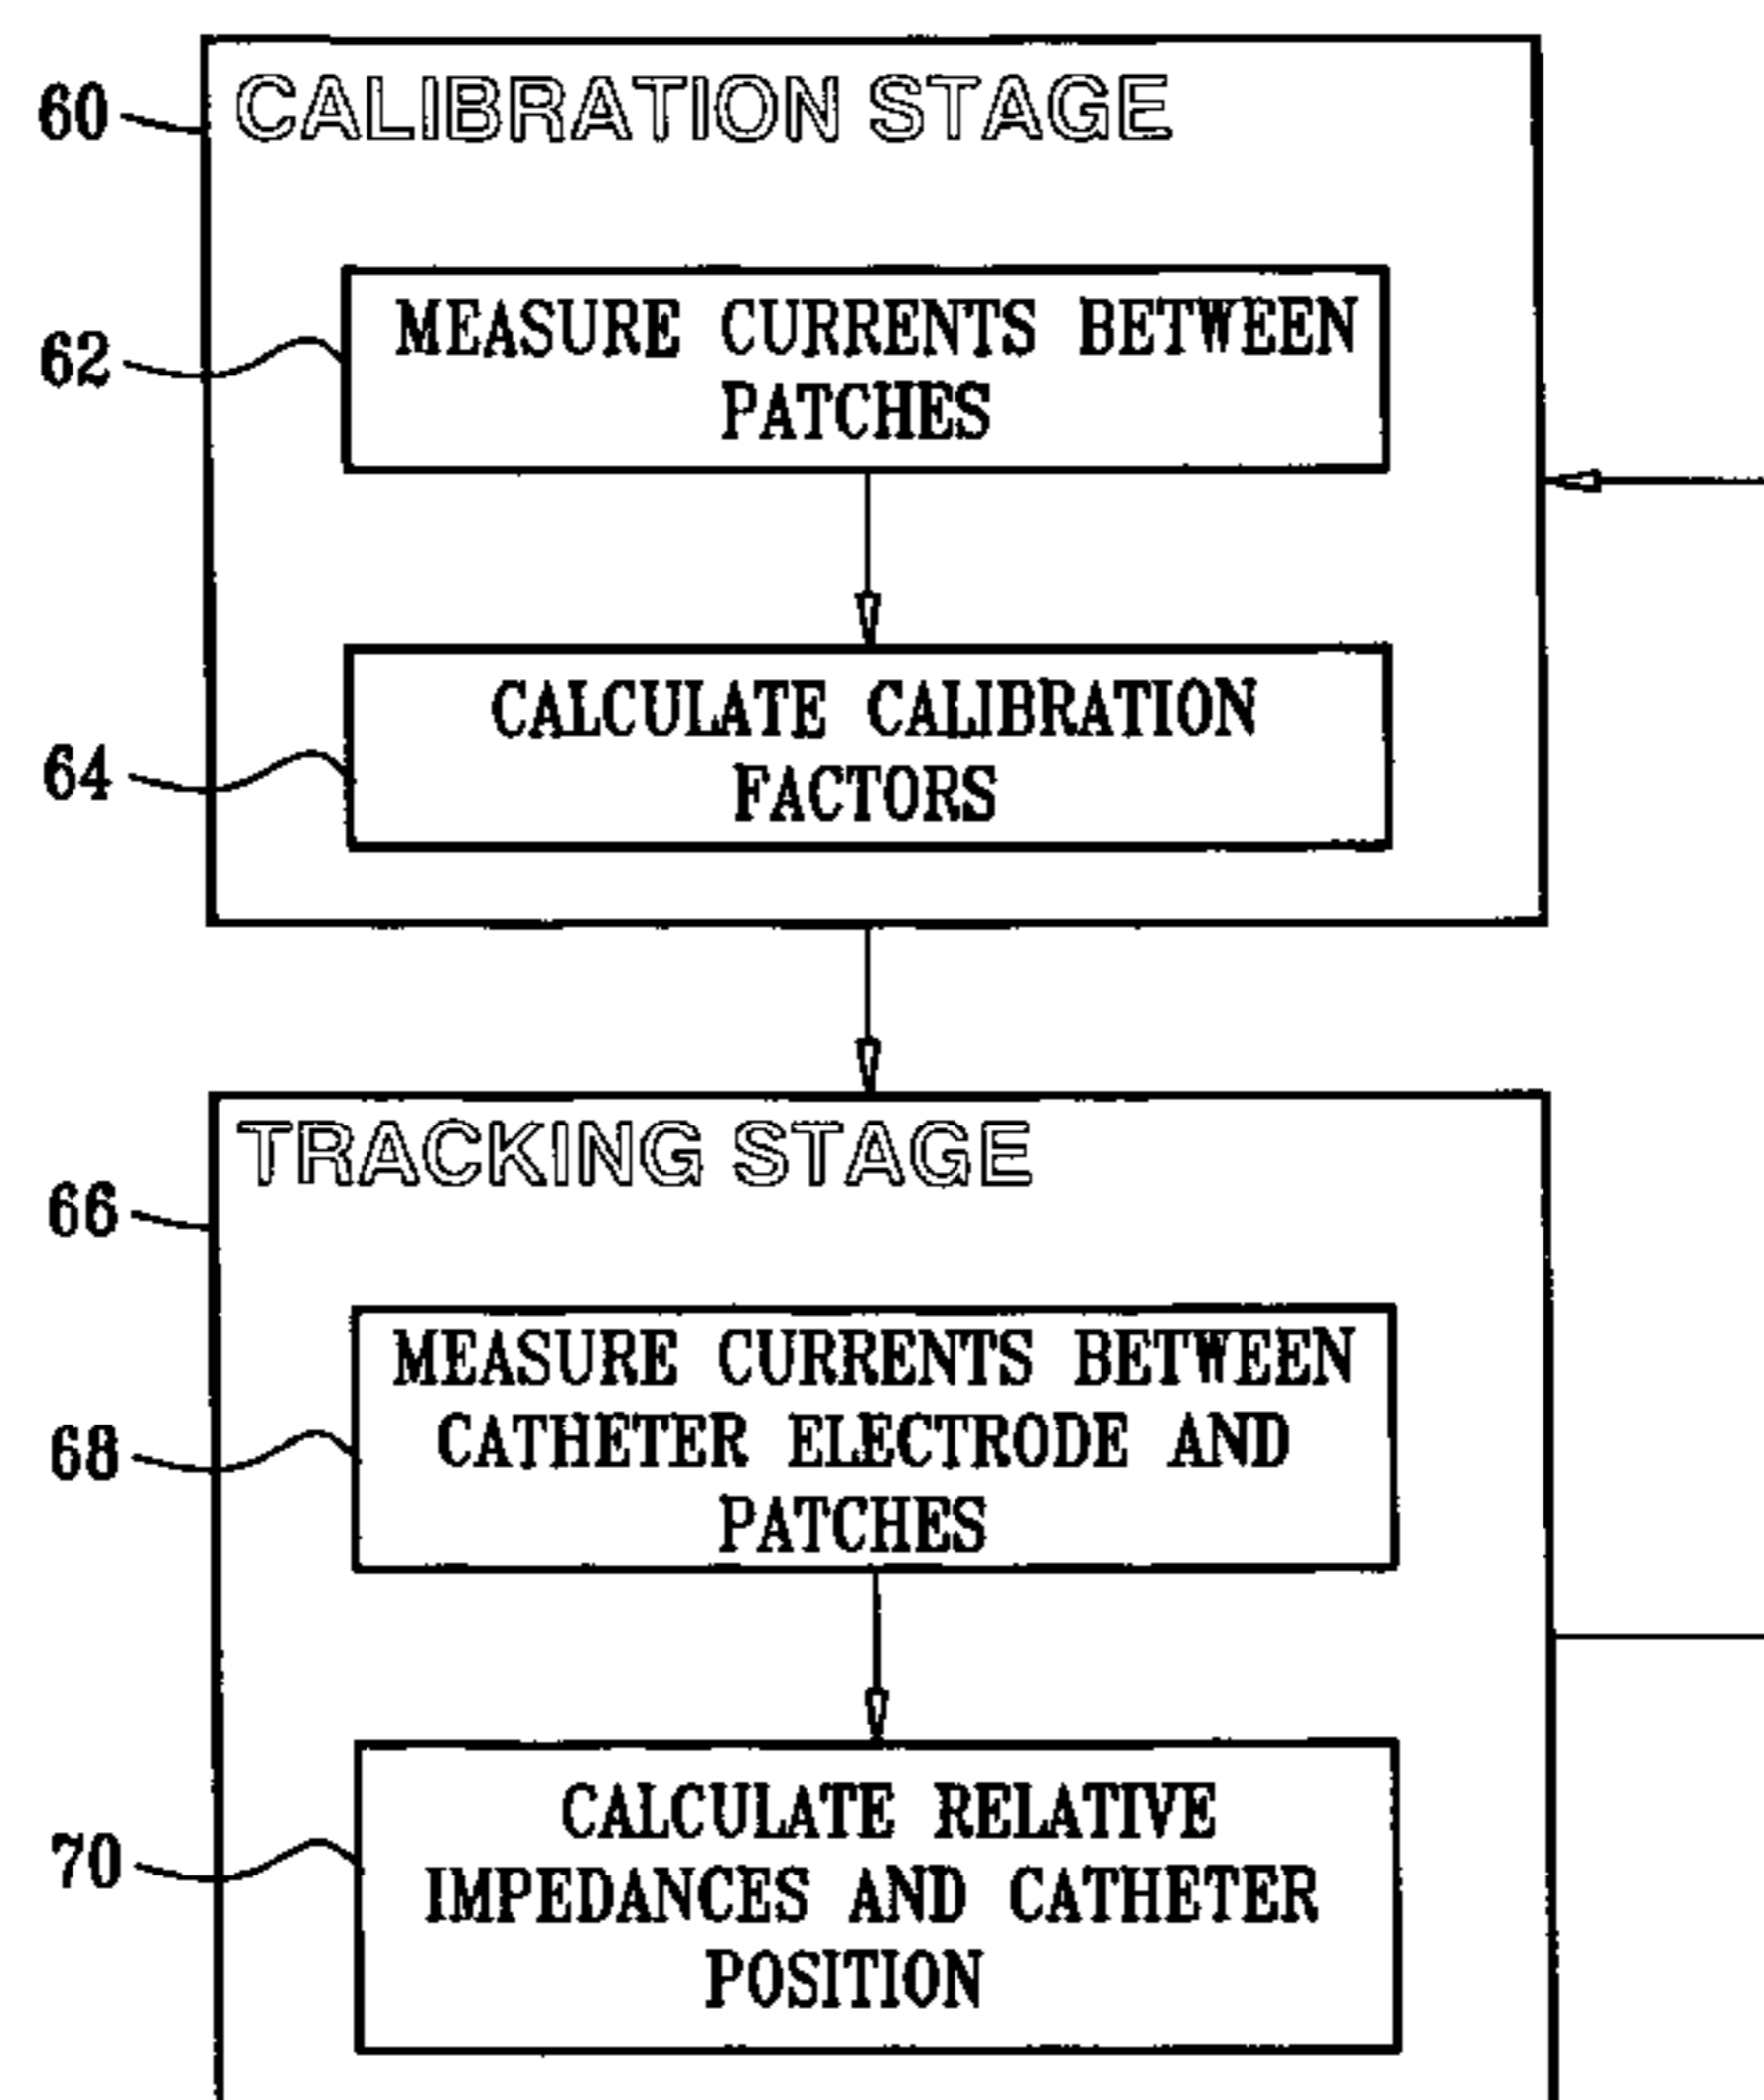 60
CALIBRATION STAGE
62
MEASURE CURRENTS BETWEEN
PATCHES
64
CALCULATE CALIBRATION
FACTORS
66
TRACKING STAGE
68
MEASURE CURRENTS BETWEEN
CATHETER ELECTRODE AND
PATCHES
70
CALCULATE RELATIVE
IMPEDANCES AND CATHETER
POSITION